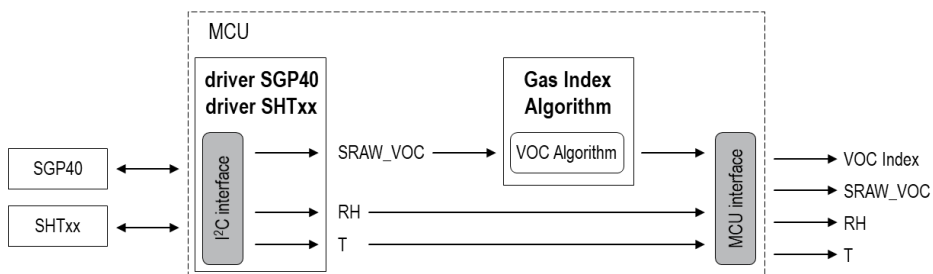 MCU
driver SGP40
driver SHTxx
Gas Index
Algorithm
SGP40
SHTxx
I²C interface
SRAW_VOC
RH
T
VOC Algorithm
MCU interface
VOC Index
SRAW_VOC
RH
T